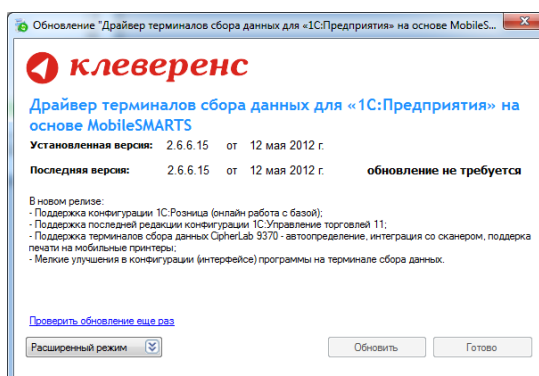 Обновление "Драйвер терминалов сбора данных для «1С:Предприятия» на основе MobileS...
клеверенс
Драйвер терминалов сбора данных для «1С:Предприятия» на
основе MobileSMARTS
Установленная версия: 2.6.6.15 от 12 мая 2012 г.
Последняя версия: 2.6.6.15 от 12 мая 2012 г. обновление не требуется
В новом релизе:
- Поддержка конфигурации 1С:Розница (онлайн работа с базой);
- Поддержка последней редакции конфигурации 1С:Управление торговлей 11;
- Поддержка терминалов сбора данных CipherLab 9370 - автоопределение, интеграция со сканером, поддерка
печати на мобильные принтеры;
- Мелкие улучшения в конфигурации (интерфейсе) программы на терминале сбора данных.
Проверить обновление еще раз
Расширенный режим Обновить Готово